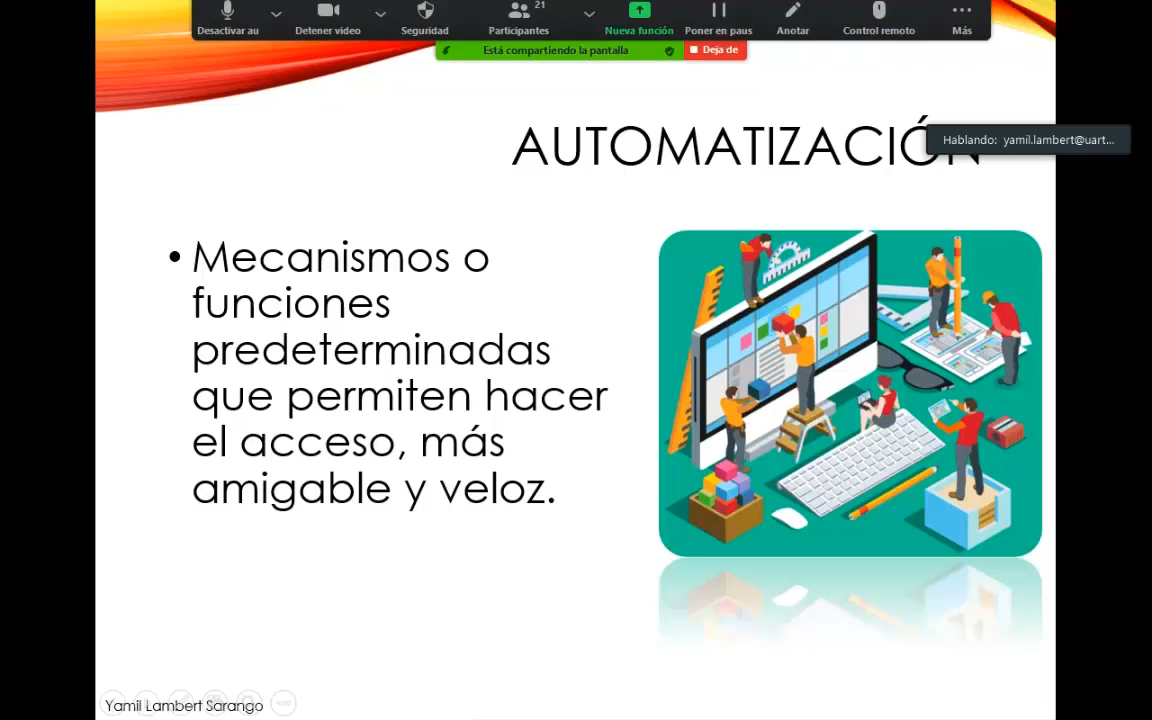 21
Desactivar au Detener video Seguridad Participantes Nueva función Poner en paus Anotar Control remoto Más
Está compartiendo la pantalla Deja de
AUTOMATIZACIÓN
Hablando: yamil.lambert@uart...
• Mecanismos o
funciones
predeterminadas
que permiten hacer
el acceso, más
amigable y veloz.
Yamil Lambert Sarango